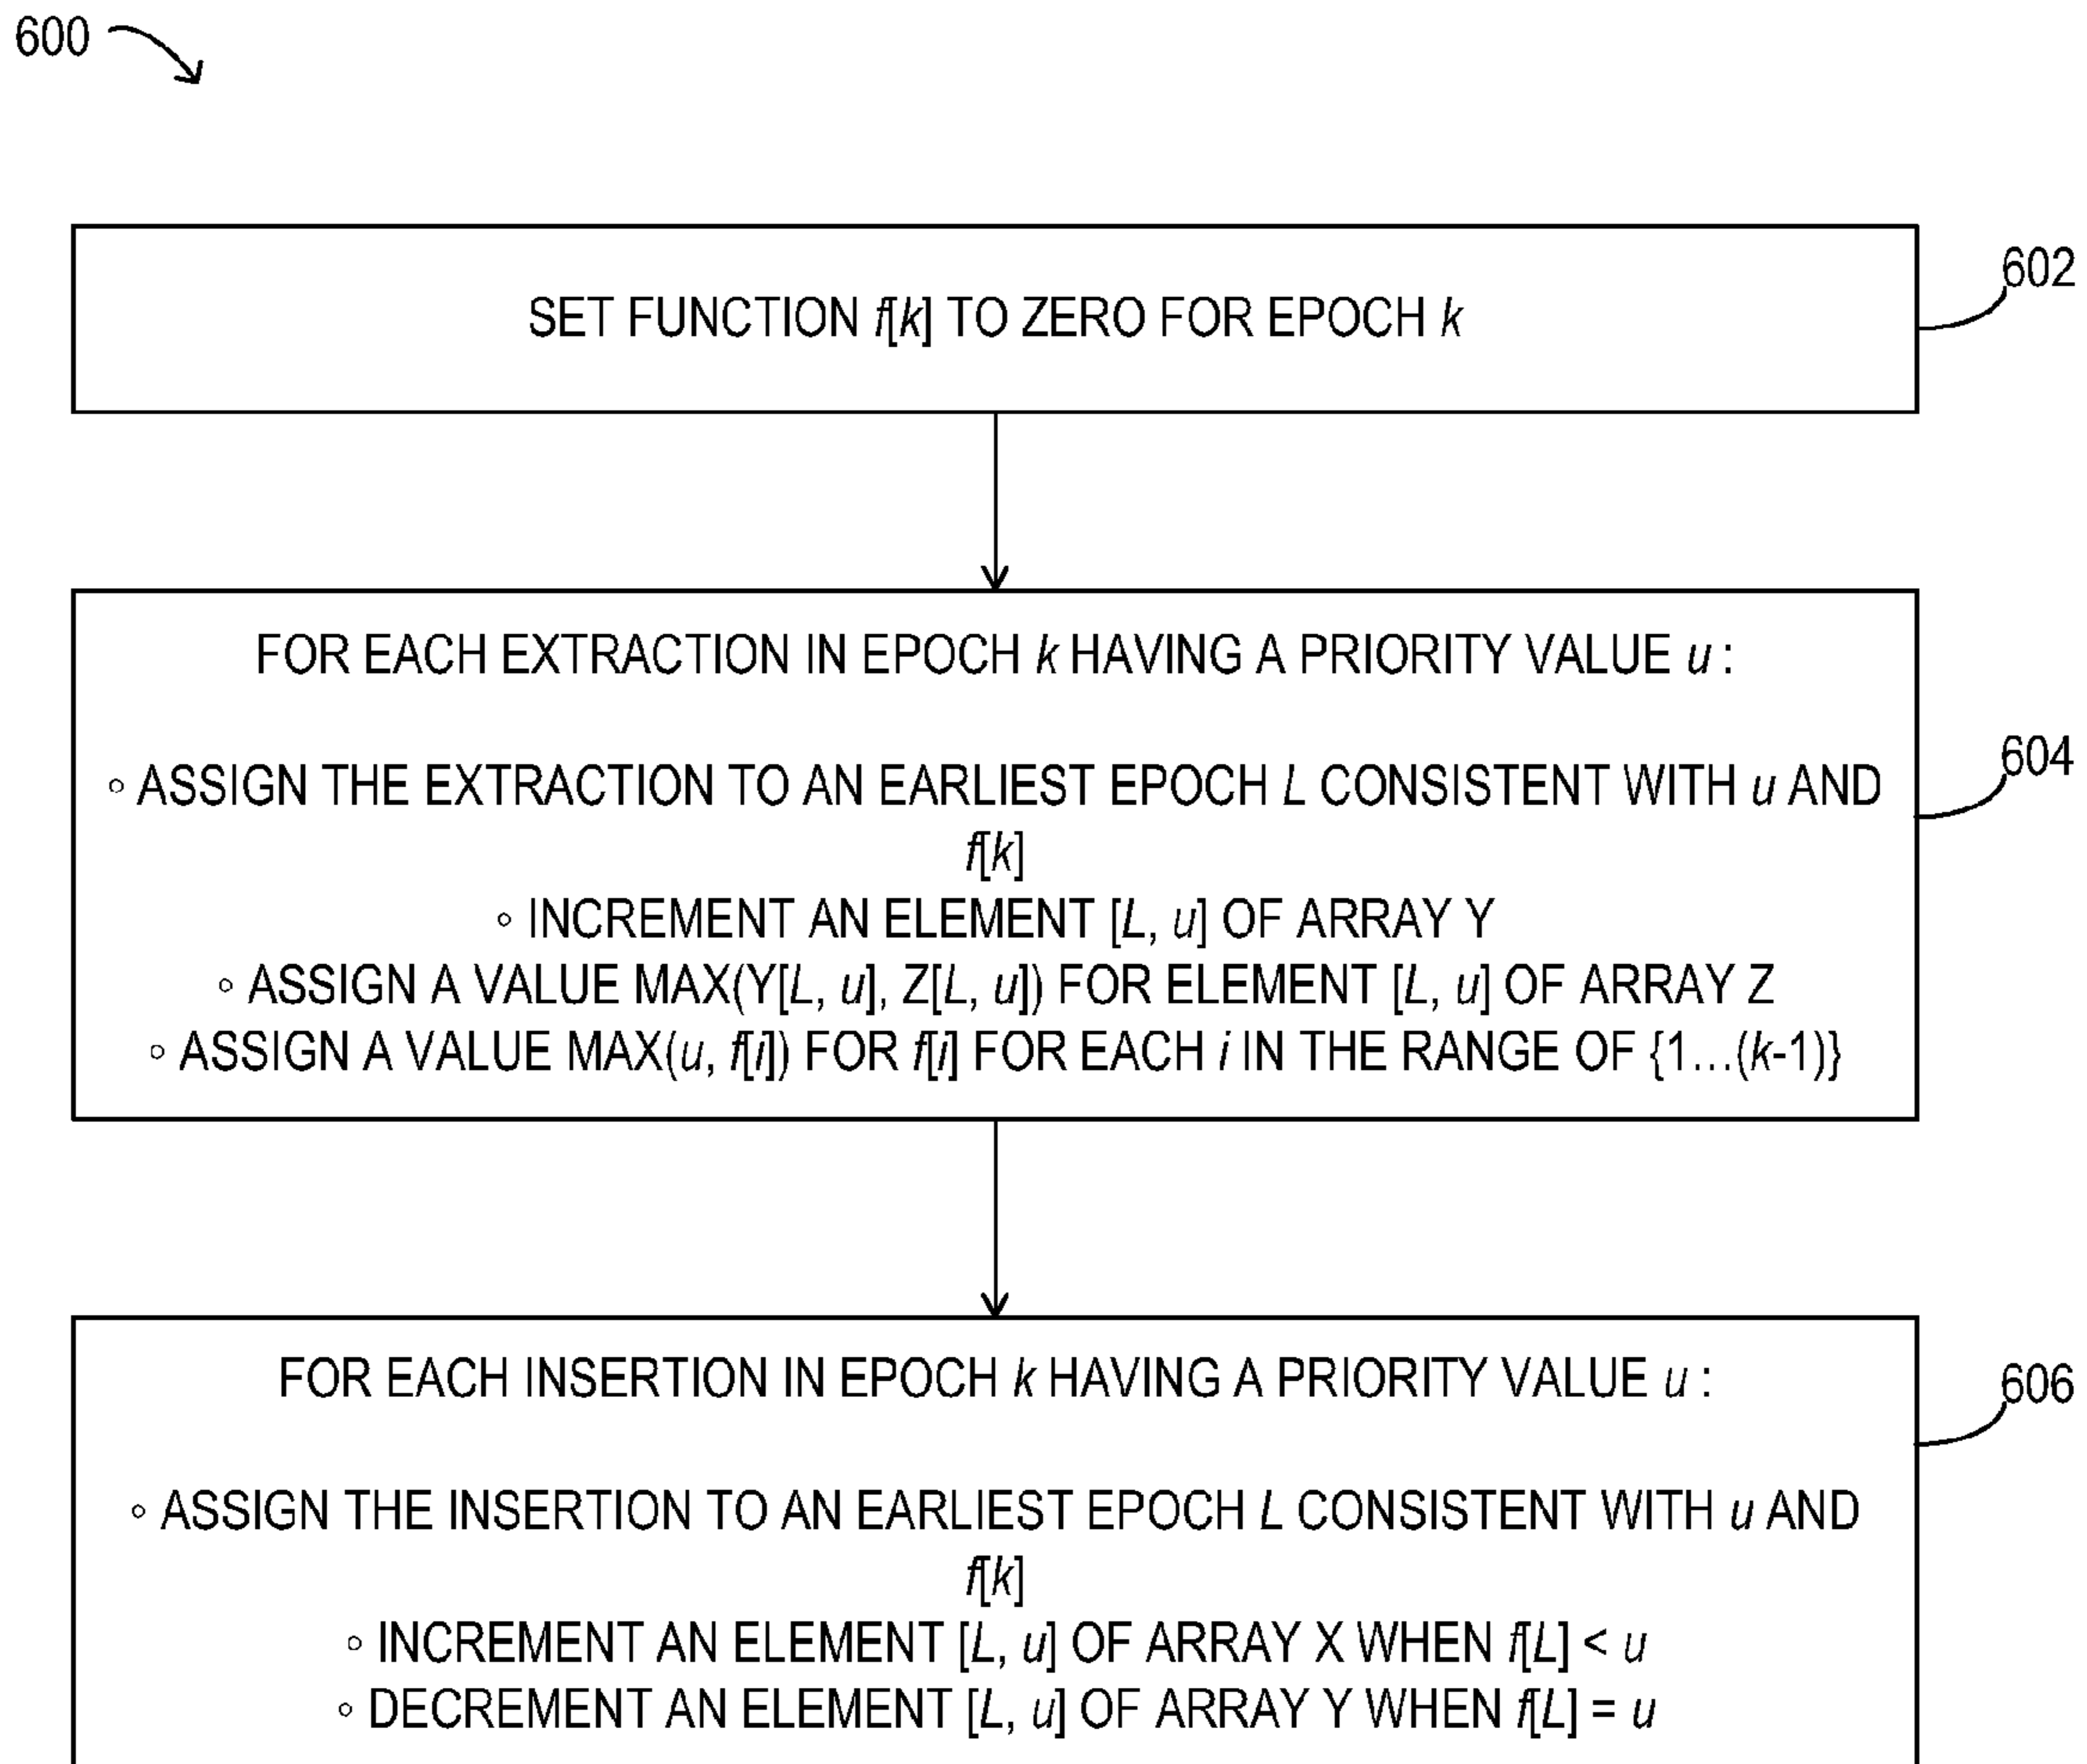 600
602
SET FUNCTION f[k] TO ZERO FOR EPOCH k
FOR EACH EXTRACTION IN EPOCH k HAVING A PRIORITY VALUE u :
604
◦ ASSIGN THE EXTRACTION TO AN EARLIEST EPOCH L CONSISTENT WITH u AND
f[k]
◦ INCREMENT AN ELEMENT [L, u] OF ARRAY Y
◦ ASSIGN A VALUE MAX(Y[L, u], Z[L, u]) FOR ELEMENT [L, u] OF ARRAY Z
◦ ASSIGN A VALUE MAX(u, f[i]) FOR f[i] FOR EACH i IN THE RANGE OF {1...(k-1)}
FOR EACH INSERTION IN EPOCH k HAVING A PRIORITY VALUE u :
606
◦ ASSIGN THE INSERTION TO AN EARLIEST EPOCH L CONSISTENT WITH u AND
f[k]
◦ INCREMENT AN ELEMENT [L, u] OF ARRAY X WHEN f[L] < u
◦ DECREMENT AN ELEMENT [L, u] OF ARRAY Y WHEN f[L] = u